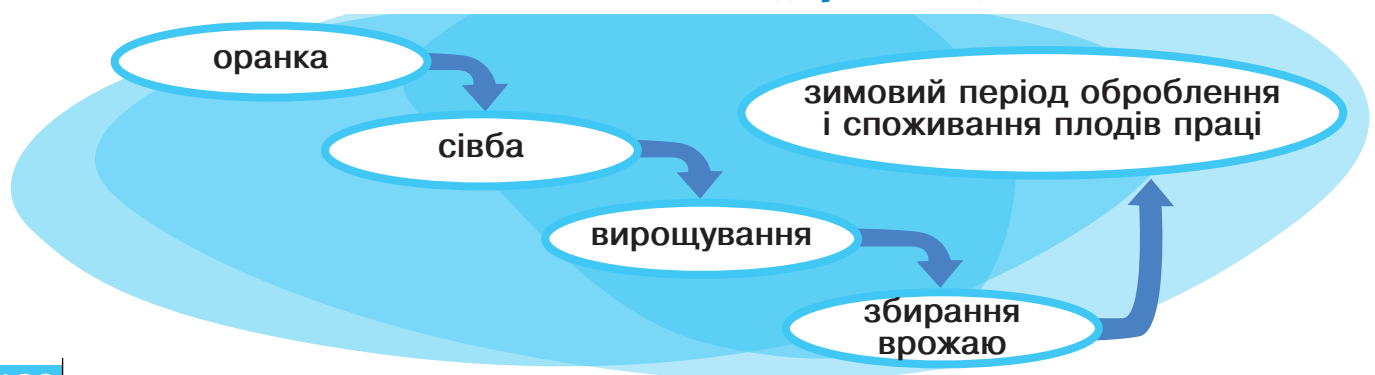 оранка
сівба
вирощування
збирання
врожаю
зимовий період оброблення
і споживання плодів праці